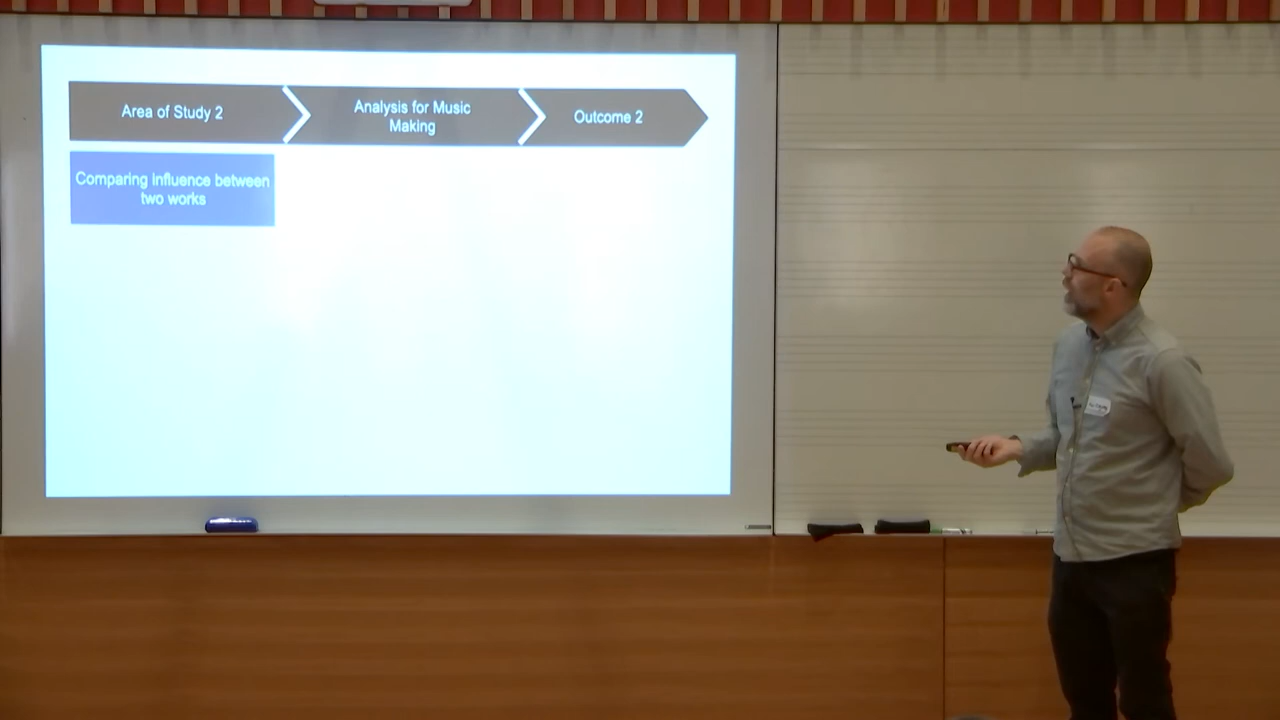 Area of Study 2
Analysis for Music
Making
Outcome 2
Comparing influence between
two works